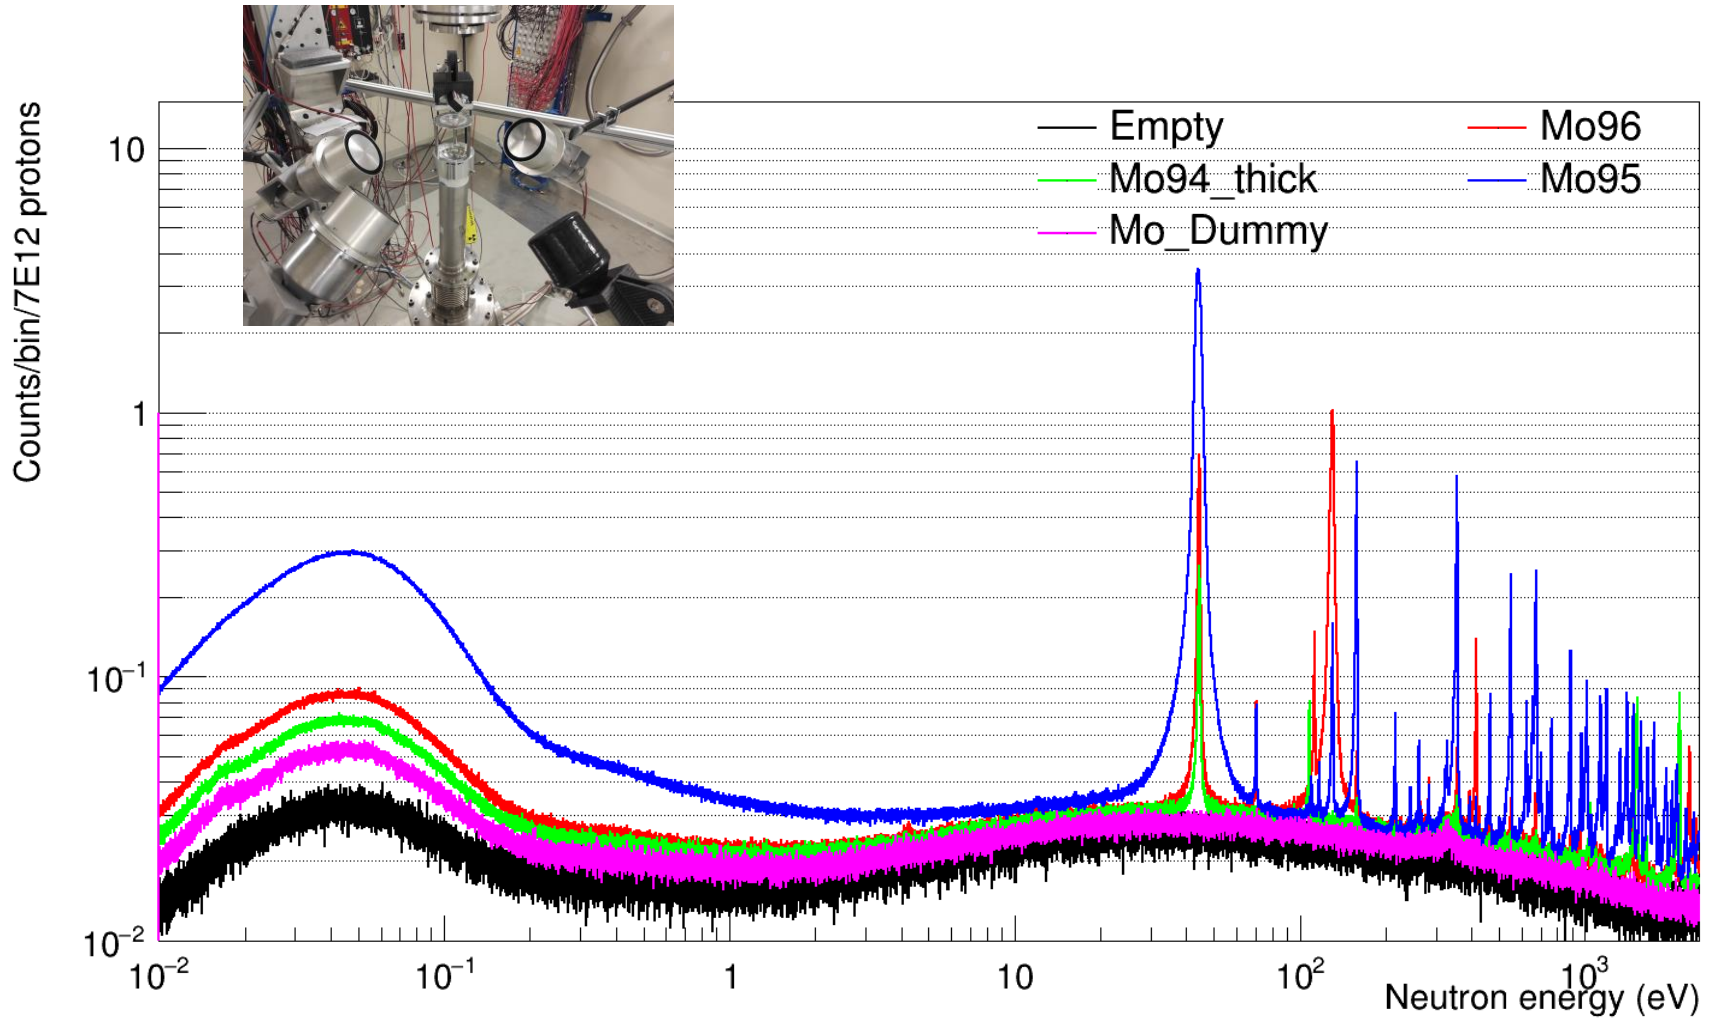 Counts/bin/7E12 protons
Empty
Mo94_thick
Mo_Dummy
Mo96
Mo95
10
1
10⁻¹
10⁻²
10⁻² 10⁻¹ 1 10 10² 10³
Neutron energy (eV)